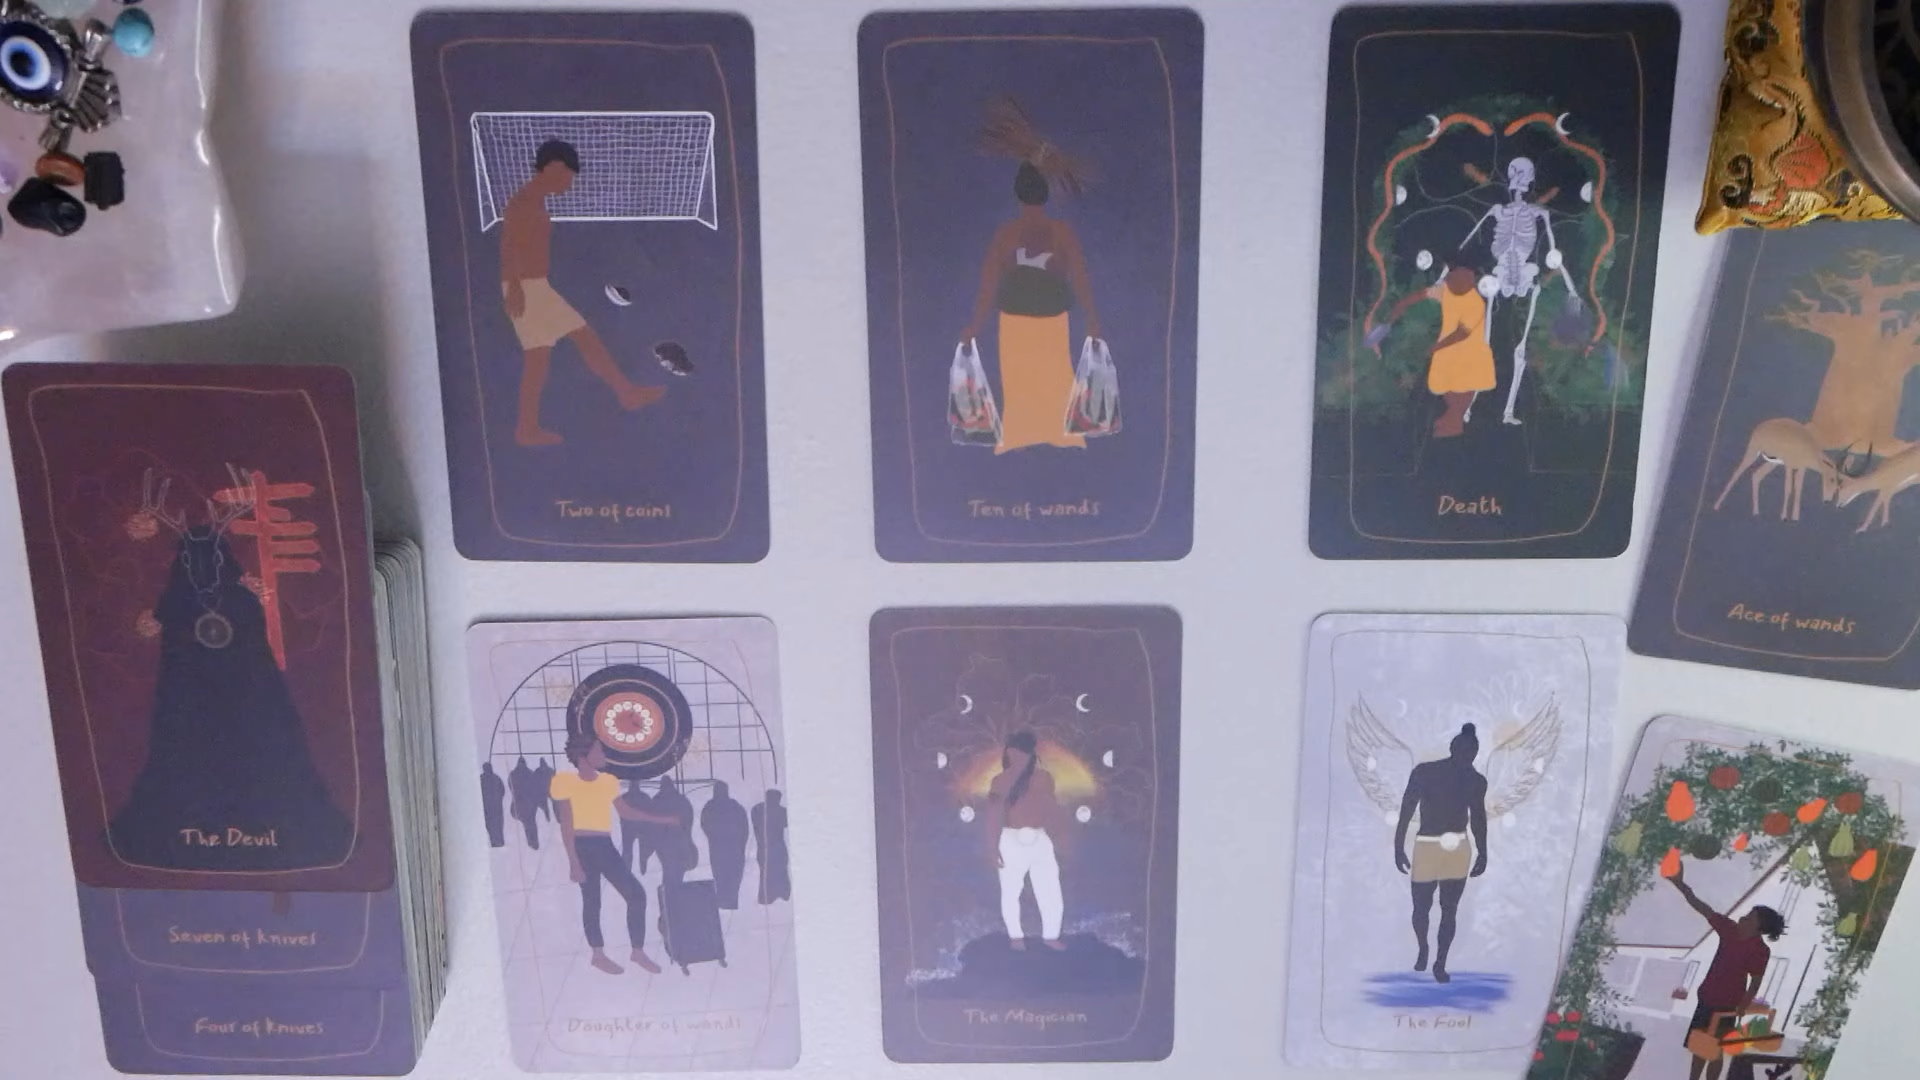 Two of coins
Ten of wands
Death
Ace of wands
The Devil
Seven of knives
Four of knives
Daughter of wands
The Magician
The Fool